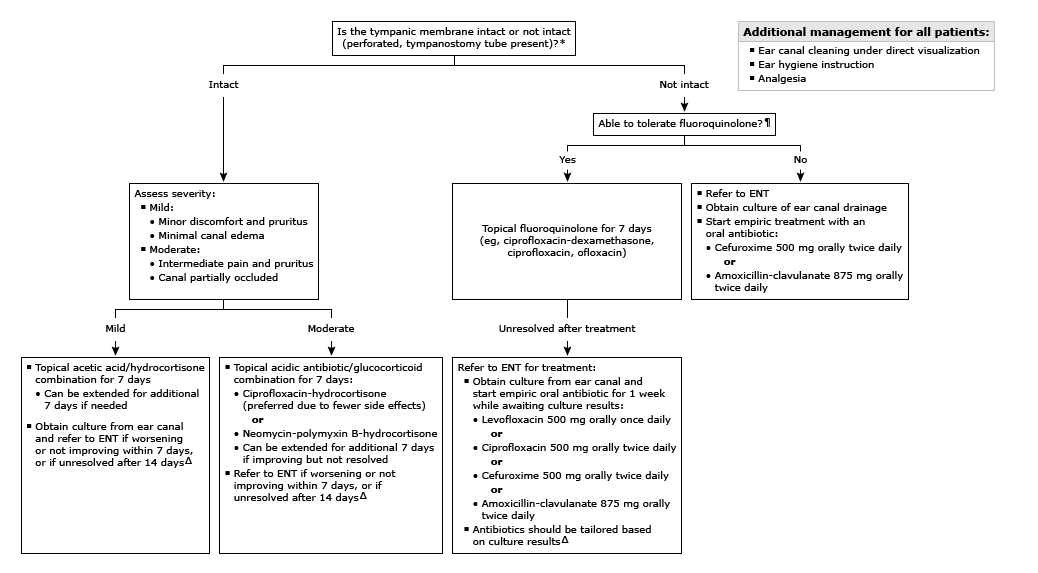 Is the tympanic membrane intact or not intact
(perforated, tympanostomy tube present)?*
Additional management for all patients:
▪ Ear canal cleaning under direct visualization
▪ Ear hygiene instruction
▪ Analgesia
Intact
Not intact
Able to tolerate fluoroquinolone?¶
Yes
No
Assess severity:
▪ Mild:
• Minor discomfort and pruritus
• Minimal canal edema
▪ Moderate:
• Intermediate pain and pruritus
• Canal partially occluded
Topical fluoroquinolone for 7 days
(eg, ciprofloxacin-dexamethasone,
ciprofloxacin, ofloxacin)
▪ Refer to ENT
▪ Obtain culture of ear canal drainage
▪ Start empiric treatment with an
oral antibiotic:
• Cefuroxime 500 mg orally twice daily
or
• Amoxicillin-clavulanate 875 mg orally
twice daily
Mild
Moderate
Unresolved after treatment
▪ Topical acetic acid/hydrocortisone
combination for 7 days
• Can be extended for additional
7 days if needed
▪ Obtain culture from ear canal
and refer to ENT if worsening
or not improving within 7 days,
or if unresolved after 14 daysΔ
▪ Topical acidic antibiotic/glucocorticoid
combination for 7 days:
• Ciprofloxacin-hydrocortisone
(preferred due to fewer side effects)
or
• Neomycin-polymyxin B-hydrocortisone
• Can be extended for additional 7 days
if improving but not resolved
▪ Refer to ENT if worsening or not
improving within 7 days, or if
unresolved after 14 daysΔ
Refer to ENT for treatment:
▪ Obtain culture from ear canal and
start empiric oral antibiotic for 1 week
while awaiting culture results:
• Levofloxacin 500 mg orally once daily
or
• Ciprofloxacin 500 mg orally twice daily
or
• Cefuroxime 500 mg orally twice daily
or
• Amoxicillin-clavulanate 875 mg orally
twice daily
▪ Antibiotics should be tailored based
on culture resultsΔ